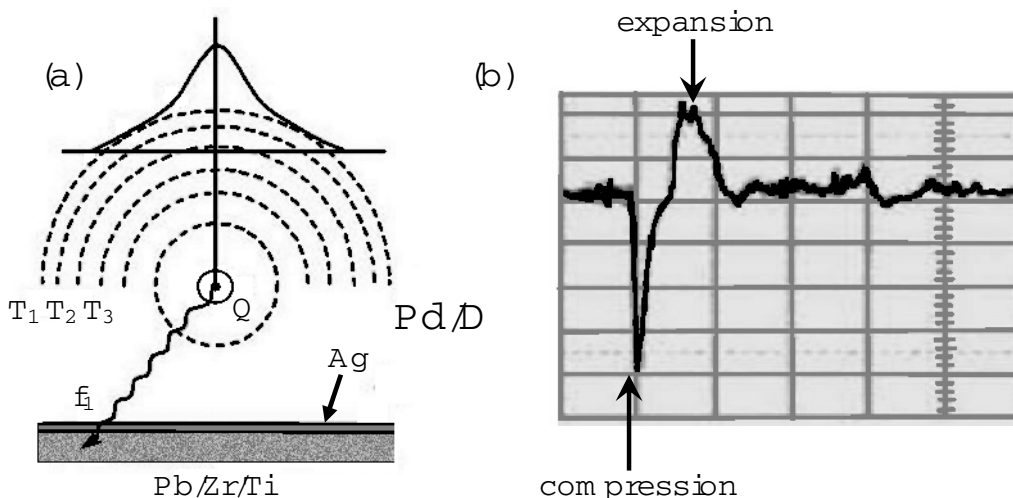 expansion
(a)
(b)
T1 T2 T3
Q
Pd/D
Ag
f1
Pb/Zr/Ti
compression